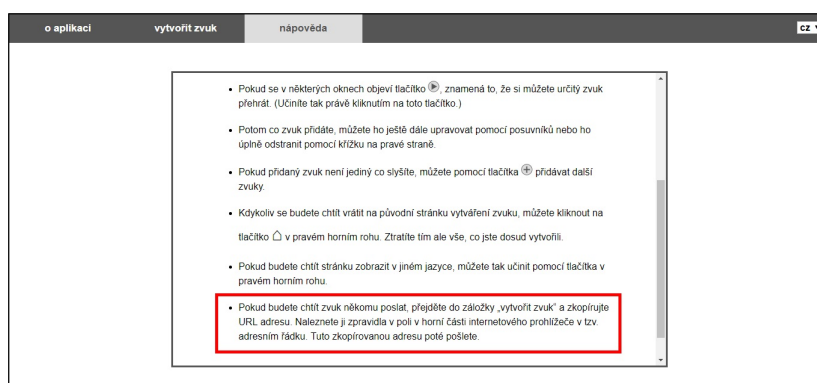 o aplikaci vytvořit zvuk nápověda cz
Pokud se v některých oknech objeví tlačítko , znamená to, že si můžete určitý zvuk
přehrát. (Učiníte tak právě kliknutím na toto tlačítko.)
Potom co zvuk přidáte, můžete ho ještě dále upravovat pomocí posuvníků nebo ho
úplně odstranit pomocí křížku na pravé straně.
Pokud přidaný zvuk není jediný co slyšíte, můžete pomocí tlačítka přidávat další
zvuky.
Kdykoliv se budete chtít vrátit na původní stránku vytváření zvuku, můžete kliknout na
tlačítko v pravém horním rohu. Ztratíte tím ale vše, co jste dosud vytvořili.
Pokud budete chtít stránku zobrazit v jiném jazyce, můžete tak učinit pomocí tlačítka v
pravém horním rohu.
Pokud budete chtít zvuk někomu poslat, přejděte do záložky „vytvořit zvuk“ a zkopírujte
URL adresu. Naleznete ji zpravidla v poli v horní části internetového prohlížeče v tzv.
adresním řádku. Tuto zkopírovanou adresu poté pošlete.